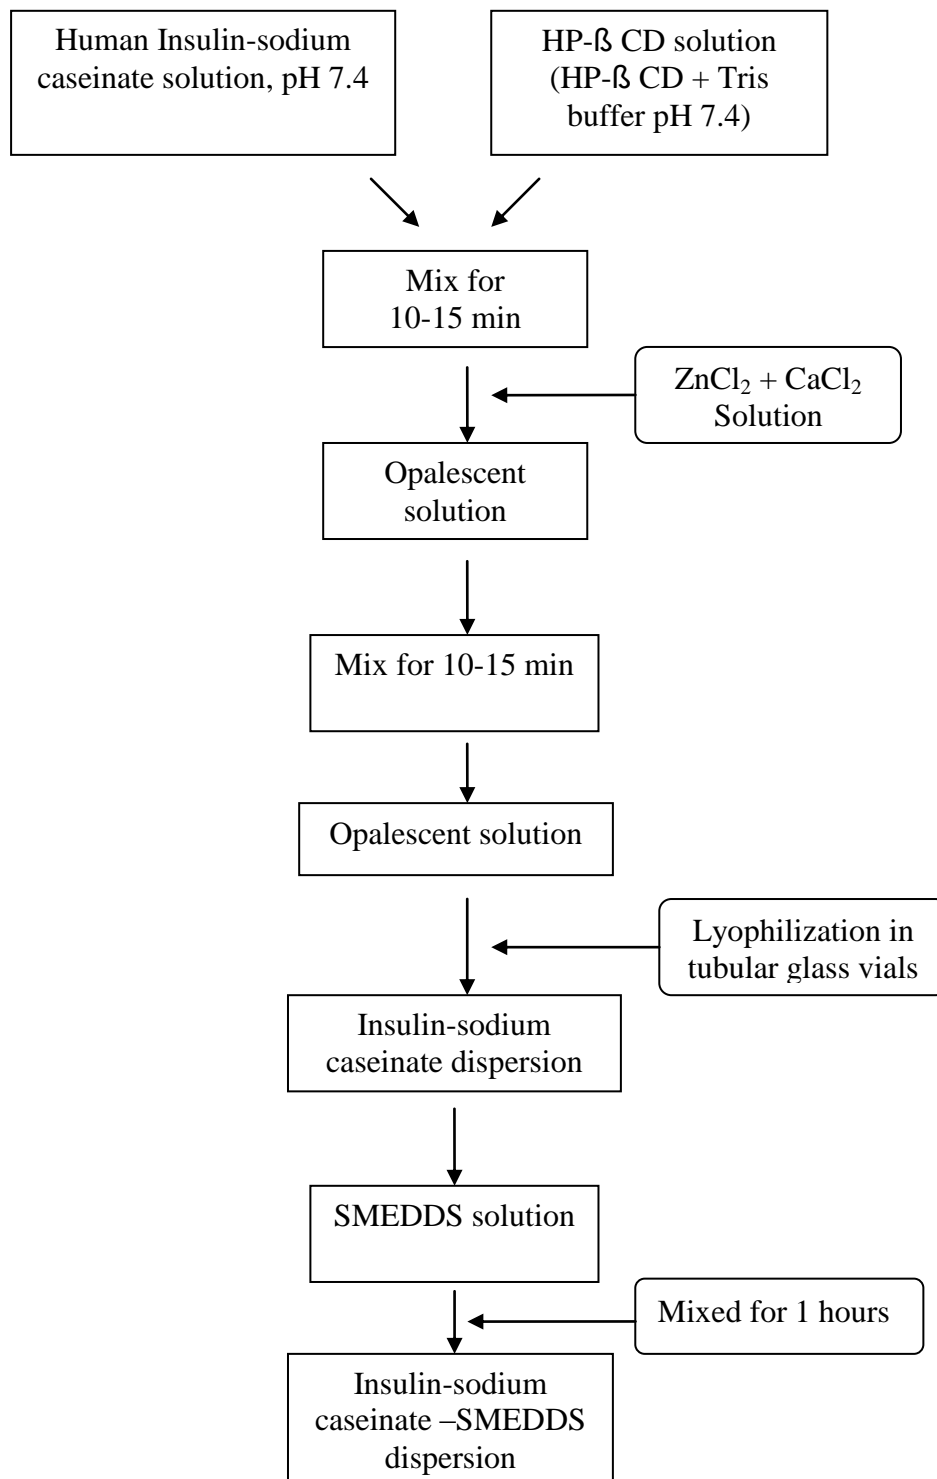 Human Insulin-sodium
caseinate solution, pH 7.4
HP-ß CD solution
(HP-ß CD + Tris
buffer pH 7.4)
Mix for
10-15 min
ZnCl₂ + CaCl₂
Solution
Opalescent
solution
Mix for 10-15 min
Opalescent solution
Lyophilization in
tubular glass vials
Insulin-sodium
caseinate dispersion
SMEDDS solution
Mixed for 1 hours
Insulin-sodium
caseinate –SMEDDS
dispersion